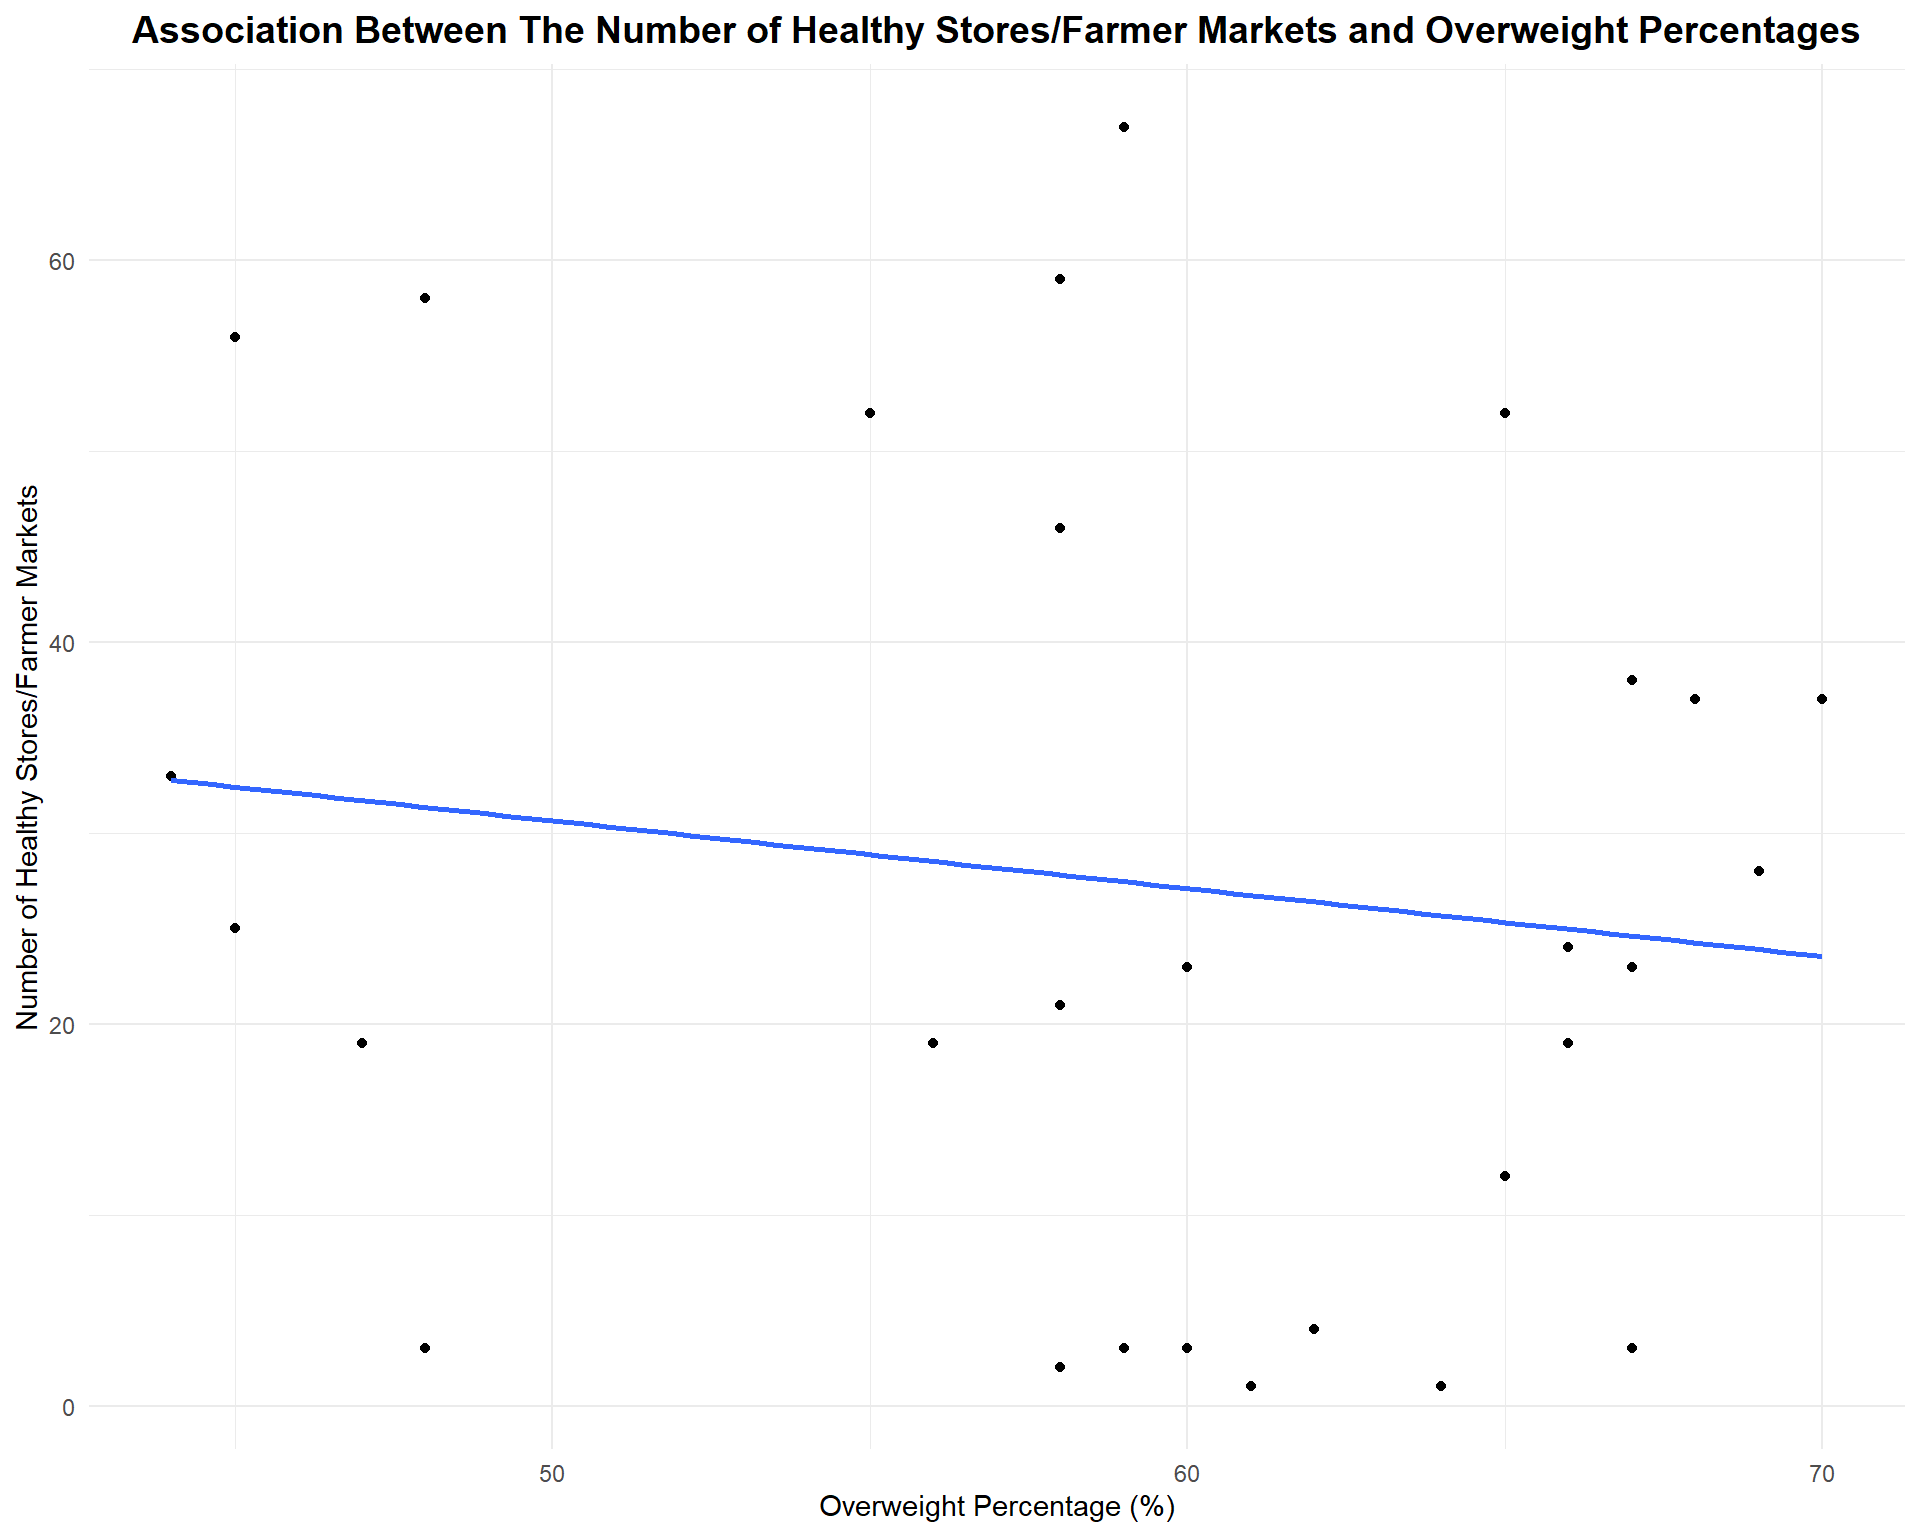 Association Between The Number of Healthy Stores/Farmer Markets and Overweight Percentages
Number of Healthy Stores/Farmer Markets
60
40
20
0
50
60
70
Overweight Percentage (%)